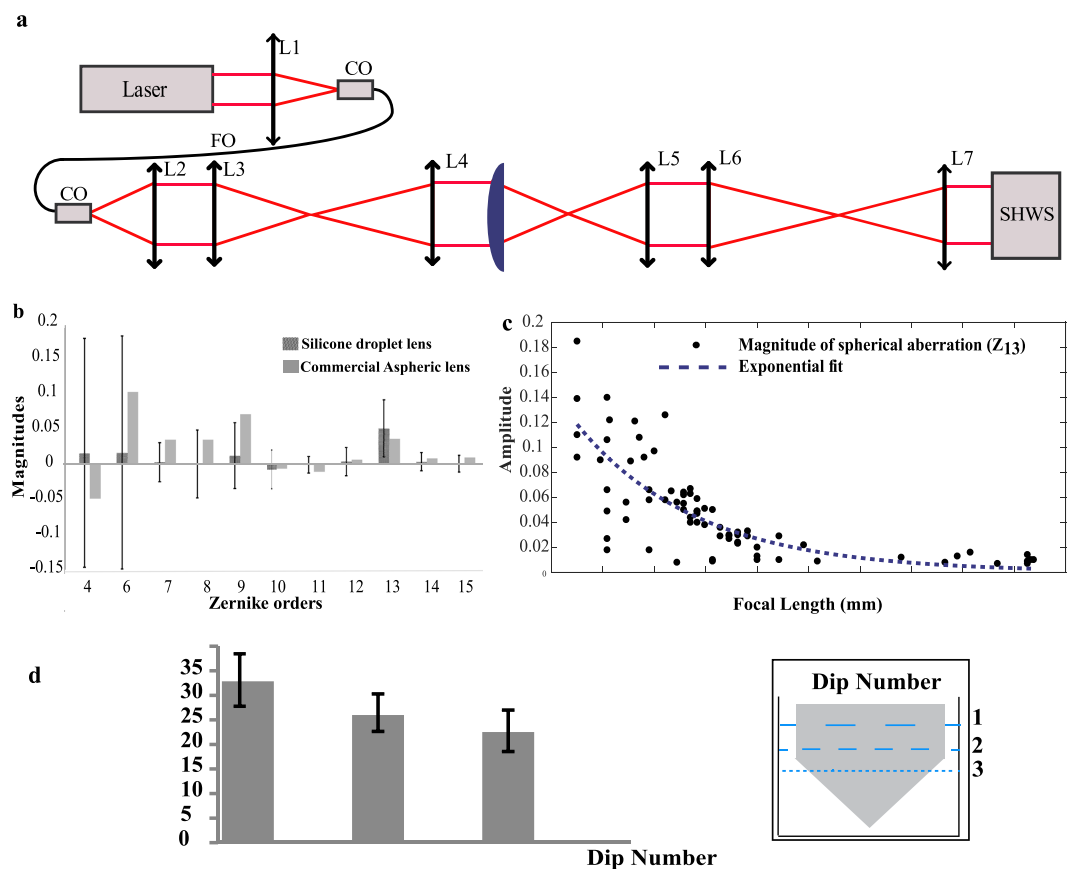 a
L1
CO
Laser
FO
CO
L2
L3
L4
L5
L6
L7
SHWS
b
0.2
0.15
0.1
0.05
0
-0.05
-0.1
-0.15
Magnitudes
Silicone droplet lens
Commercial Aspheric lens
4 6 7 8 9 10 11 12 13 14 15
Zernike orders
c
0.2
0.18
0.16
0.14
0.12
0.1
0.08
0.06
0.04
0.02
0
Amplitude
Magnitude of spherical aberration (Z13)
Exponential fit
Focal Length (mm)
d
35
30
25
20
15
10
5
0
Dip Number
Dip Number
1
2
3